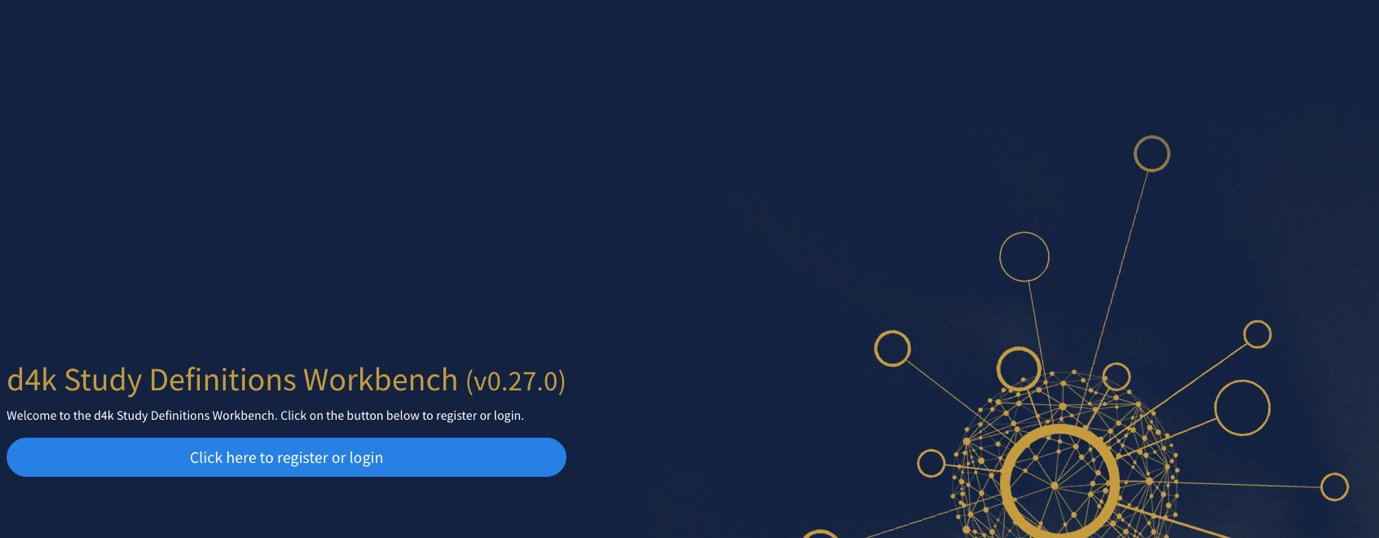 d4k Study Definitions Workbench (v0.27.0)
Welcome to the d4k Study Definitions Workbench. Click on the button below to register or login.
Click here to register or login